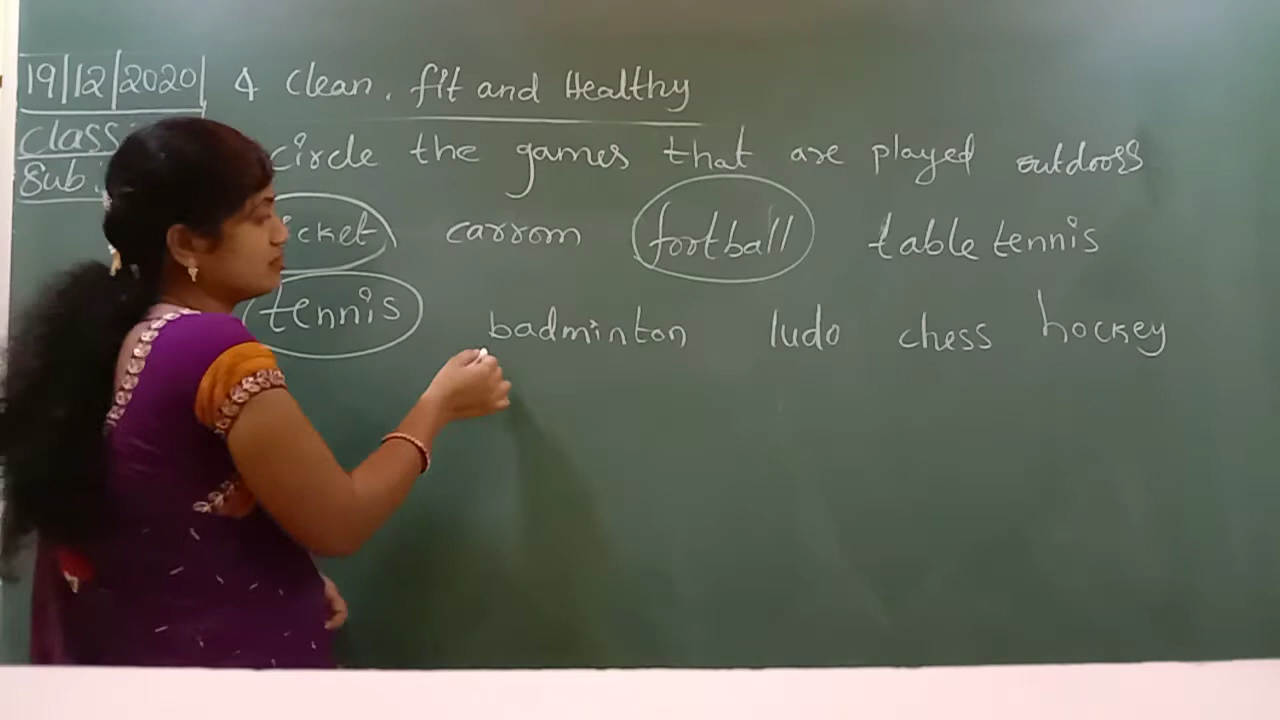 19/12/2020 4 Clean, fit and Healthy
class:
Sub:
circle the games that are played outdoors
icket carrom football table tennis
tennis badminton ludo chess hockey